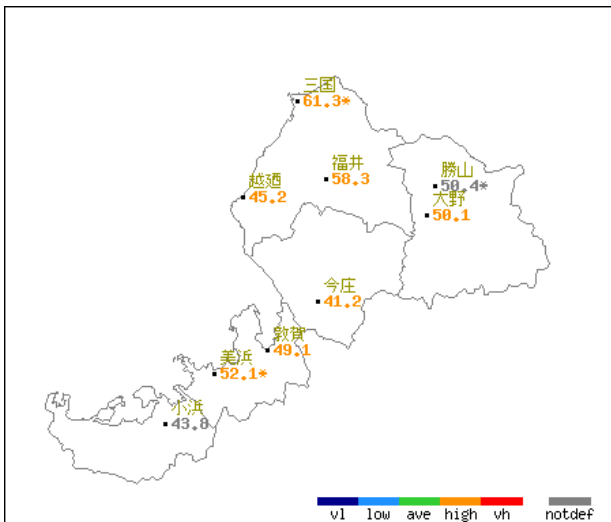 三国
61.3*
福井
58.3
勝山
50.4*
越廼
45.2
大野
50.1
今庄
41.2
敦賀
49.1
美浜
52.1*
小浜
43.8
vl low ave high vh notdef